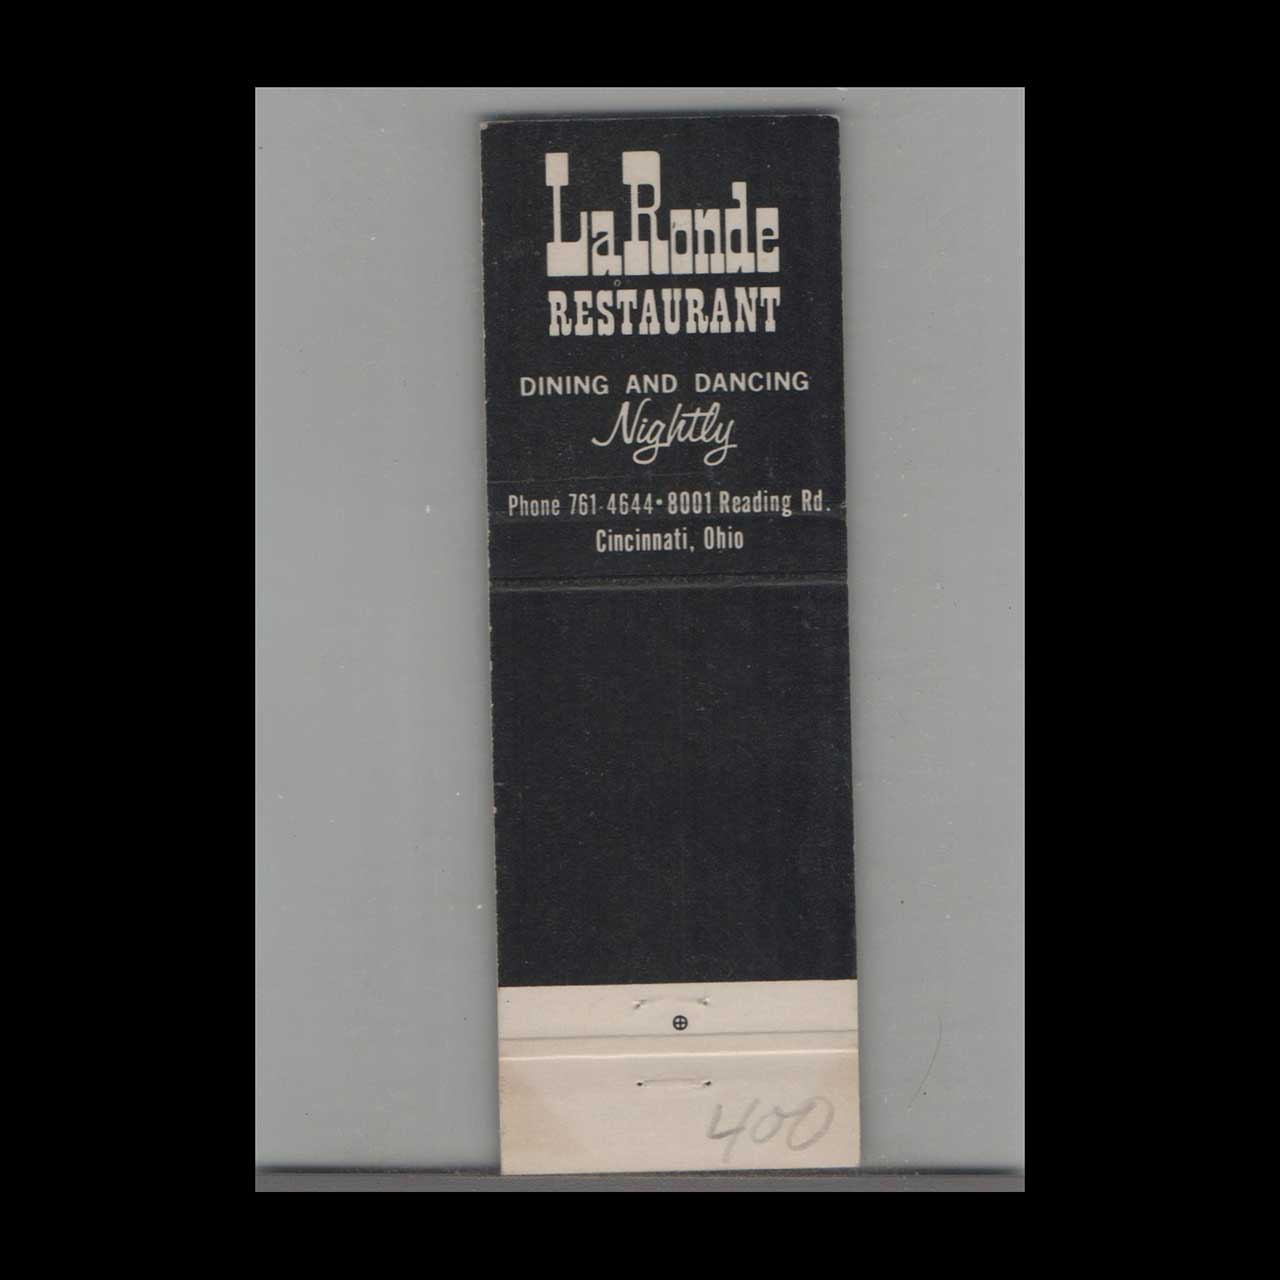 LaRonde
RESTAURANT
DINING AND DANCING
Nightly
Phone 761-4644 • 8001 Reading Rd.
Cincinnati, Ohio
400